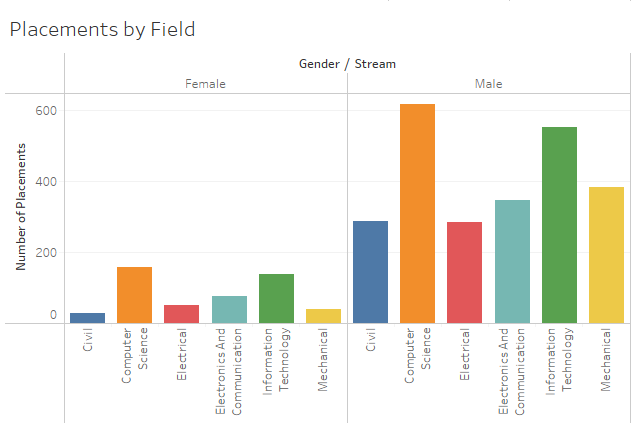 Placements by Field
Gender / Stream
Female
Male
Number of Placements
600
400
200
0
Civil
Computer
Science
Electrical
Electronics And
Communication
Information
Technology
Mechanical
Civil
Computer
Science
Electrical
Electronics And
Communication
Information
Technology
Mechanical